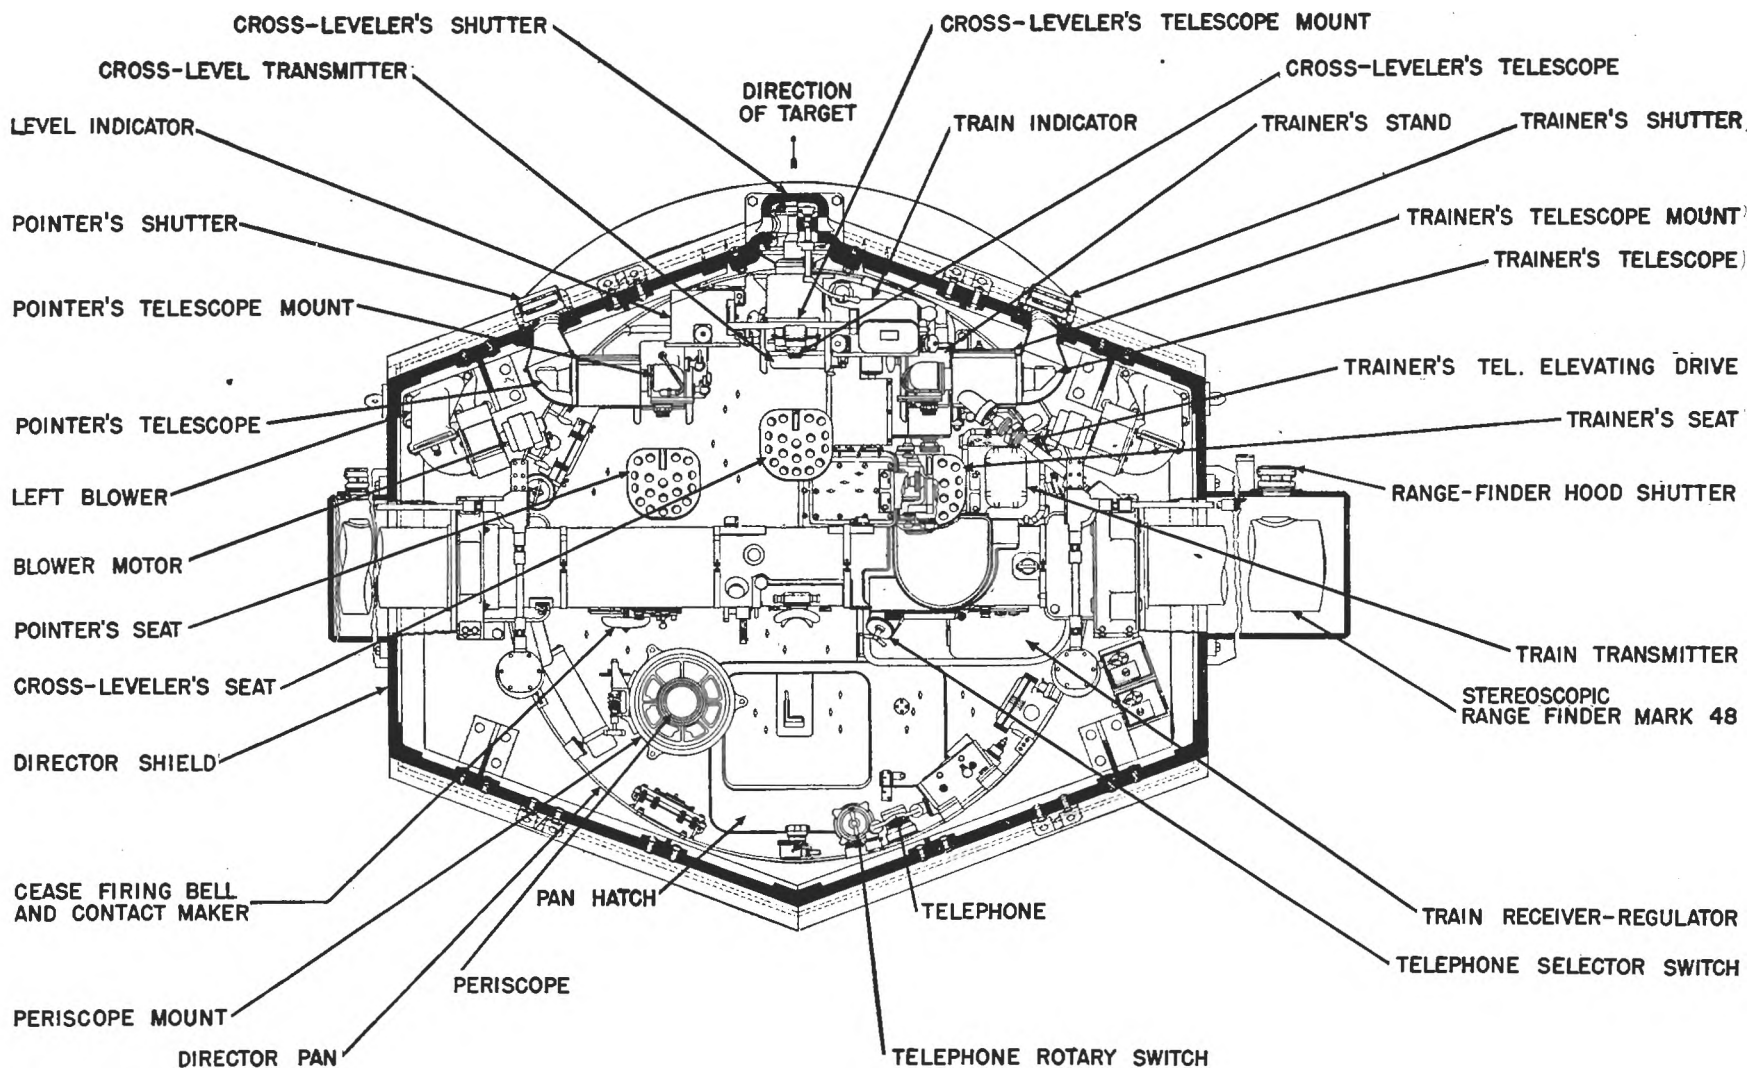 CROSS-LEVELER'S SHUTTER
CROSS-LEVELER'S TELESCOPE MOUNT
CROSS-LEVEL TRANSMITTER
CROSS-LEVELER'S TELESCOPE
DIRECTION
OF TARGET
LEVEL INDICATOR
TRAIN INDICATOR
TRAINER'S STAND
TRAINER'S SHUTTER
POINTER'S SHUTTER
TRAINER'S TELESCOPE MOUNT
TRAINER'S TELESCOPE
POINTER'S TELESCOPE MOUNT
TRAINER'S TEL. ELEVATING DRIVE
POINTER'S TELESCOPE
TRAINER'S SEAT
LEFT BLOWER
RANGE-FINDER HOOD SHUTTER
BLOWER MOTOR
POINTER'S SEAT
TRAIN TRANSMITTER
CROSS-LEVELER'S SEAT
STEREOSCOPIC
RANGE FINDER MARK 48
DIRECTOR SHIELD
CEASE FIRING BELL
AND CONTACT MAKER
PAN HATCH
TELEPHONE
TRAIN RECEIVER-REGULATOR
TELEPHONE SELECTOR SWITCH
PERISCOPE
PERISCOPE MOUNT
DIRECTOR PAN
TELEPHONE ROTARY SWITCH